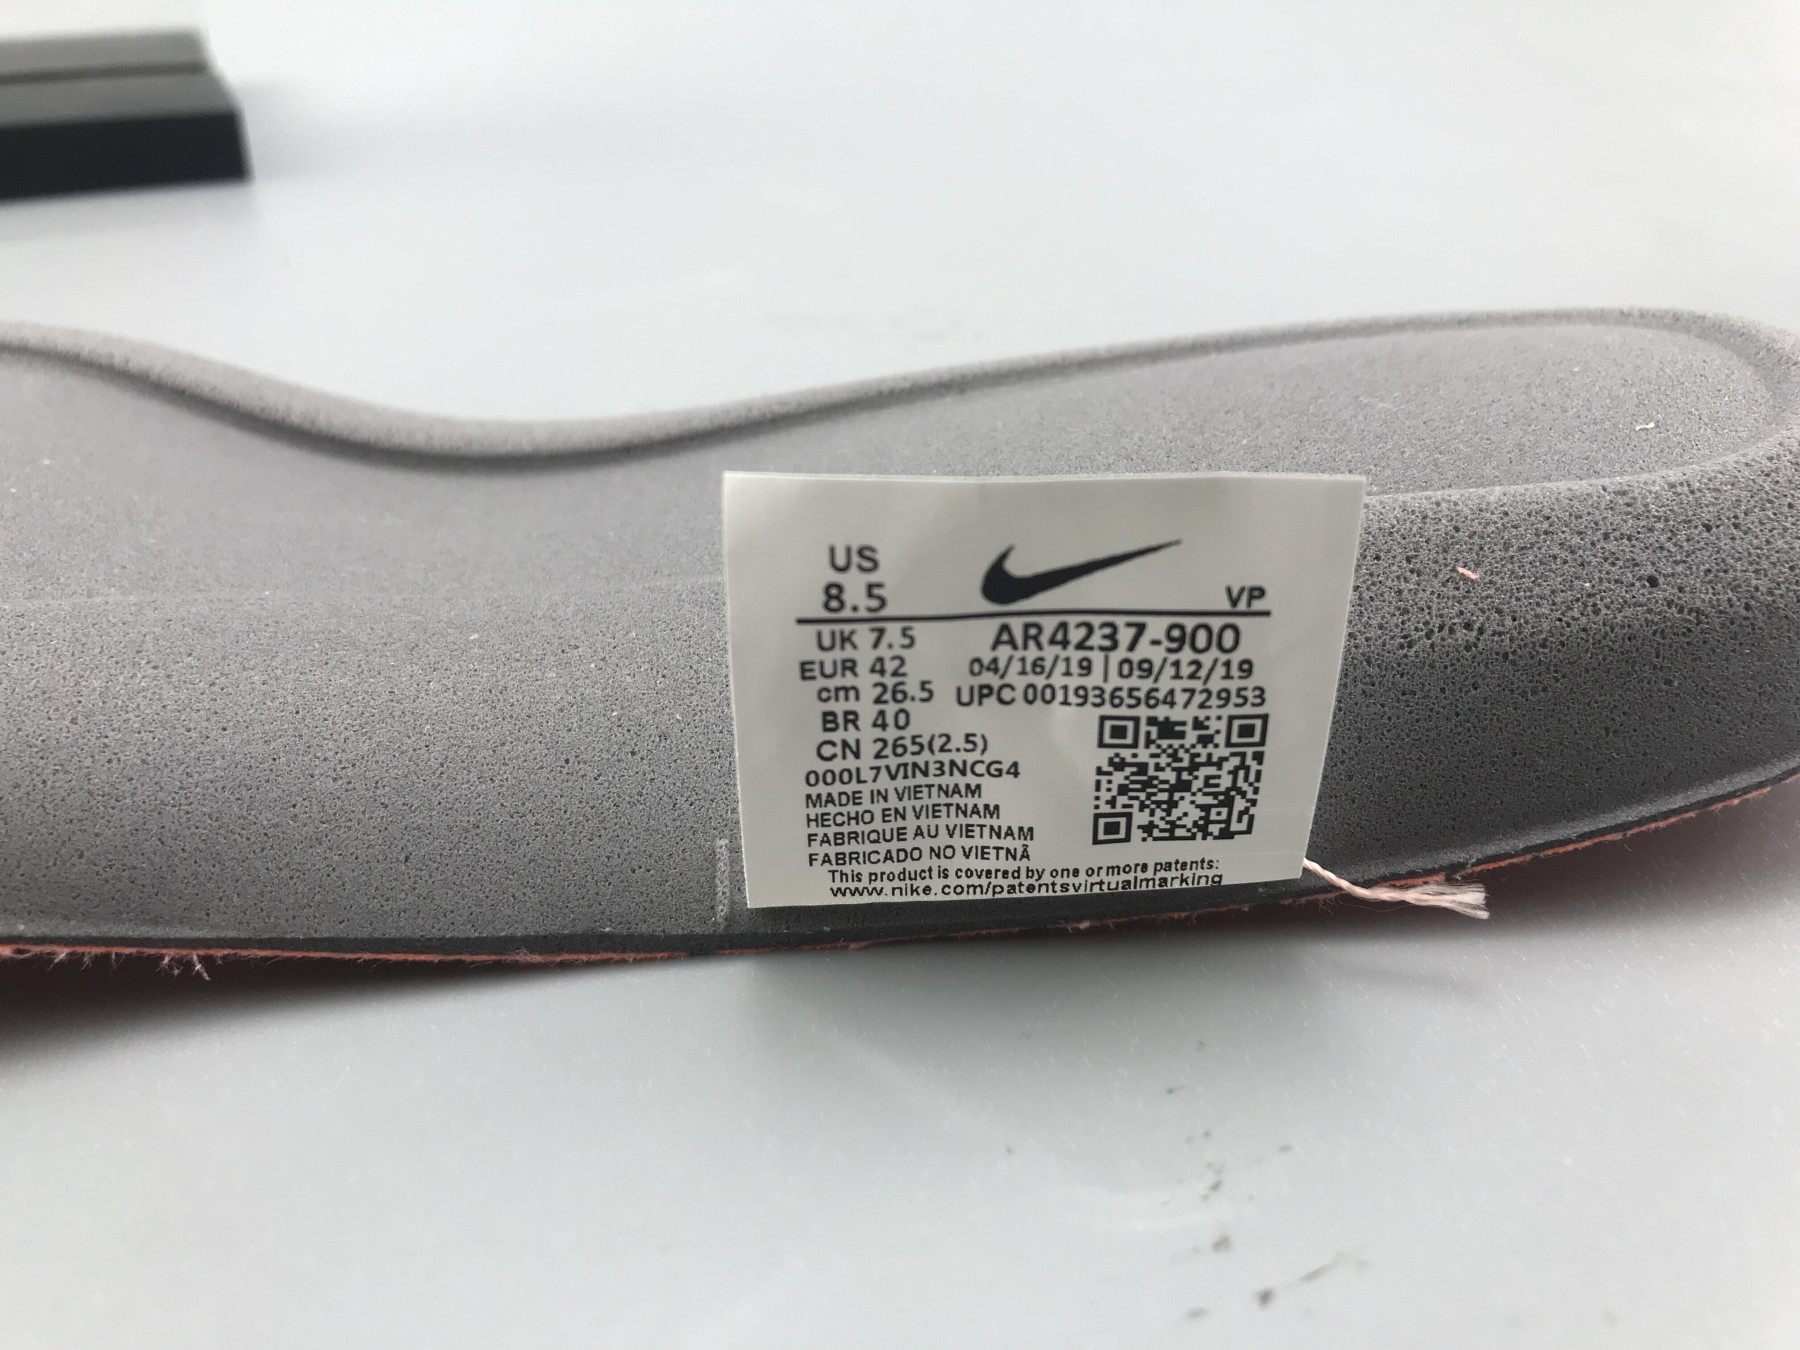 US
8.5
VP
UK 7.5
AR4237-900
EUR 42
04/16/19 | 09/12/19
cm 26.5
UPC 00193656472953
BR 40
CN 265(2.5)
000L7VIN3NCG4
MADE IN VIETNAM
HECHO EN VIETNAM
FABRIQUE AU VIETNAM
FABRICADO NO VIETNÃ
This product is covered by one or more patents:
www.nike.com/patentsvirtualmarking